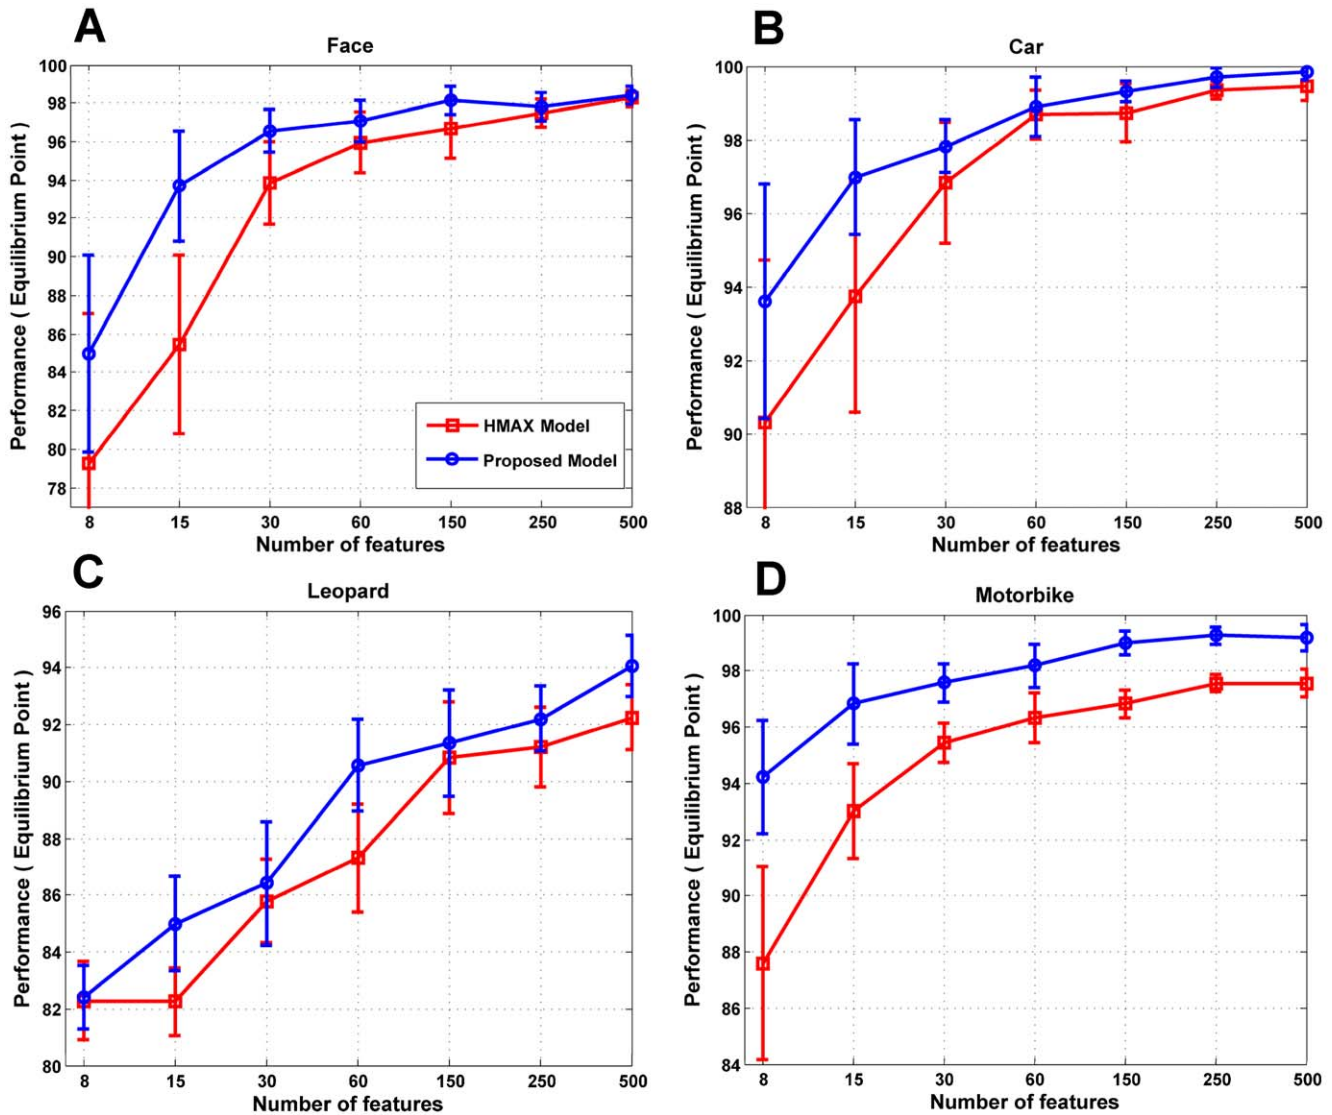 A
Face
Performance ( Equilibrium Point )
100
98
96
94
92
90
88
86
84
82
80
78
HMAX Model
Proposed Model
8 15 30 60 150 250 500
Number of features
B
Car
Performance ( Equilibrium Point )
100
98
96
94
92
90
88
8 15 30 60 150 250 500
Number of features
C
Leopard
Performance ( Equilibrium Point )
96
94
92
90
88
86
84
82
80
8 15 30 60 150 250 500
Number of features
D
Motorbike
Performance ( Equilibrium Point )
100
98
96
94
92
90
88
86
84
8 15 30 60 150 250 500
Number of features